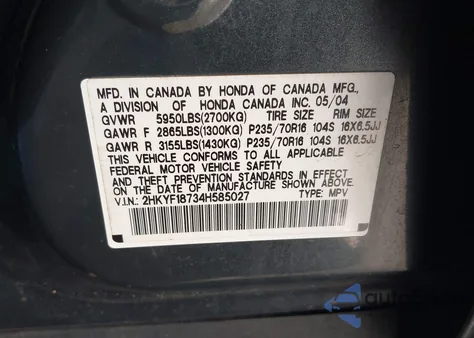 MFD. IN CANADA BY HONDA OF CANADA MFG.,
A DIVISION OF HONDA CANADA INC. 05/04
GVWR 5950LBS(2700KG) TIRE SIZE RIM SIZE
GAWR F 2865LBS(1300KG) P235/70R16 104S 16X6.5JJ
GAWR R 3155LBS(1430KG) P235/70R16 104S 16X6.5JJ
THIS VEHICLE CONFORMS TO ALL APPLICABLE
FEDERAL MOTOR VEHICLE SAFETY
AND THEFT PREVENTION STANDARDS IN EFFECT
ON THE DATE OF MANUFACTURE SHOWN ABOVE.
V.I.N.: 2HKYF18734H585027 TYPE: MPV